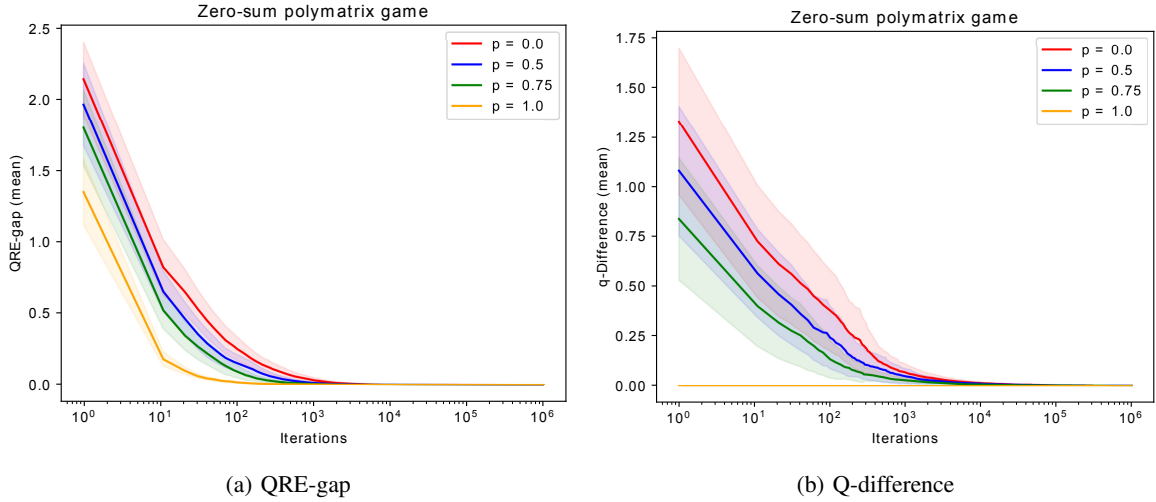 Zero-sum polymatrix game
2.5
2.0
1.5
1.0
0.5
0.0
QRE-gap (mean)
p = 0.0
p = 0.5
p = 0.75
p = 1.0
10^0
10^1
10^2
10^3
10^4
10^5
10^6
Iterations
(a) QRE-gap
Zero-sum polymatrix game
1.75
1.50
1.25
1.00
0.75
0.50
0.25
0.00
q-Difference (mean)
p = 0.0
p = 0.5
p = 0.75
p = 1.0
10^0
10^1
10^2
10^3
10^4
10^5
10^6
Iterations
(b) Q-difference